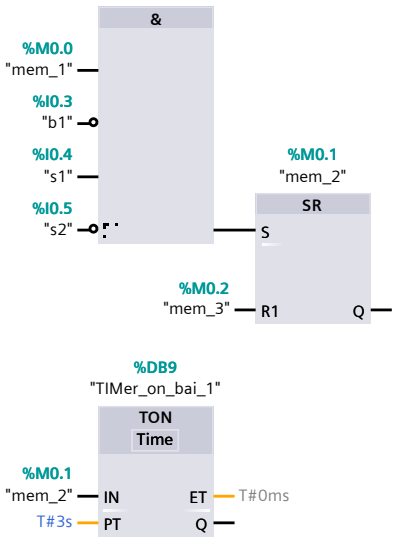 &
%M0.0
"mem_1"
%I0.3
"b1"
%I0.4
"s1"
%I0.5
"s2"
%M0.1
"mem_2"
SR
S
%M0.2
"mem_3"
R1 Q
%DB9
"TIMer_on_bai_1"
TON
Time
%M0.1
"mem_2" IN ET T#0ms
T#3s PT Q